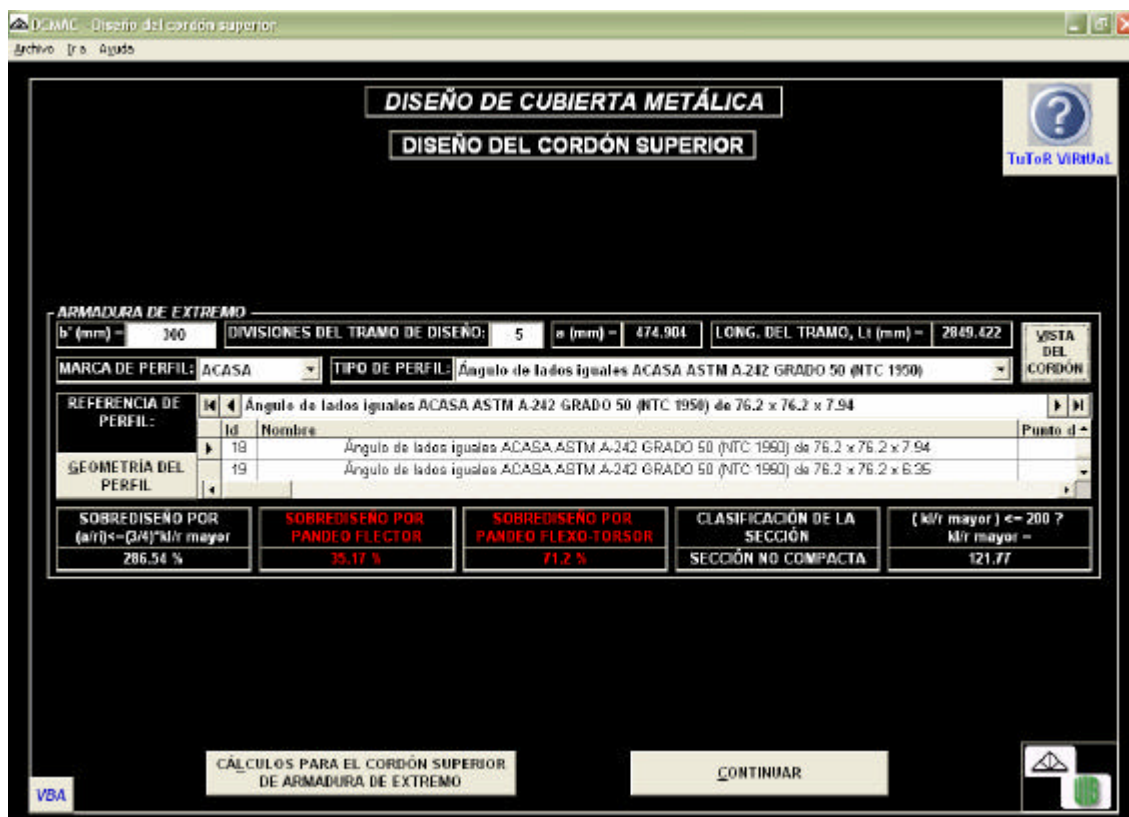 DCMAC - Diseño del cordón superior
Archivo Ir a Ayuda
DISEÑO DE CUBIERTA METÁLICA
DISEÑO DEL CORDÓN SUPERIOR
TuToR ViRtUaL
ARMADURA DE EXTREMO
b' (mm) = 300 DIVISIONES DEL TRAMO DE DISEÑO: 5 a (mm) = 474.904 LONG. DEL TRAMO, Lt (mm) = 2849.422
VISTA DEL CORDÓN
MARCA DE PERFIL: ACASA TIPO DE PERFIL: Ángulo de lados iguales ACASA ASTM A-242 GRADO 50 (NTC 1950)
REFERENCIA DE PERFIL: Ángulo de lados iguales ACASA ASTM A-242 GRADO 50 (NTC 1950) de 76.2 x 76.2 x 7.94
Id Nombre Punto d
18 Ángulo de lados iguales ACASA ASTM A-242 GRADO 50 (NTC 1950) de 76.2 x 76.2 x 7.94
19 Ángulo de lados iguales ACASA ASTM A-242 GRADO 50 (NTC 1950) de 76.2 x 76.2 x 6.35
GEOMETRÍA DEL PERFIL
SOBREDISEÑO POR (a/ri)<=(3/4)*kl/r mayor
286.54 %
SOBREDISEÑO POR PANDEO FLECTOR
35.17 %
SOBREDISEÑO POR PANDEO FLEXO-TORSOR
71.2 %
CLASIFICACIÓN DE LA SECCIÓN
SECCIÓN NO COMPACTA
( kl/r mayor ) <= 200 ?
kl/r mayor =
121.77
CÁLCULOS PARA EL CORDÓN SUPERIOR
DE ARMADURA DE EXTREMO
CONTINUAR
VBA